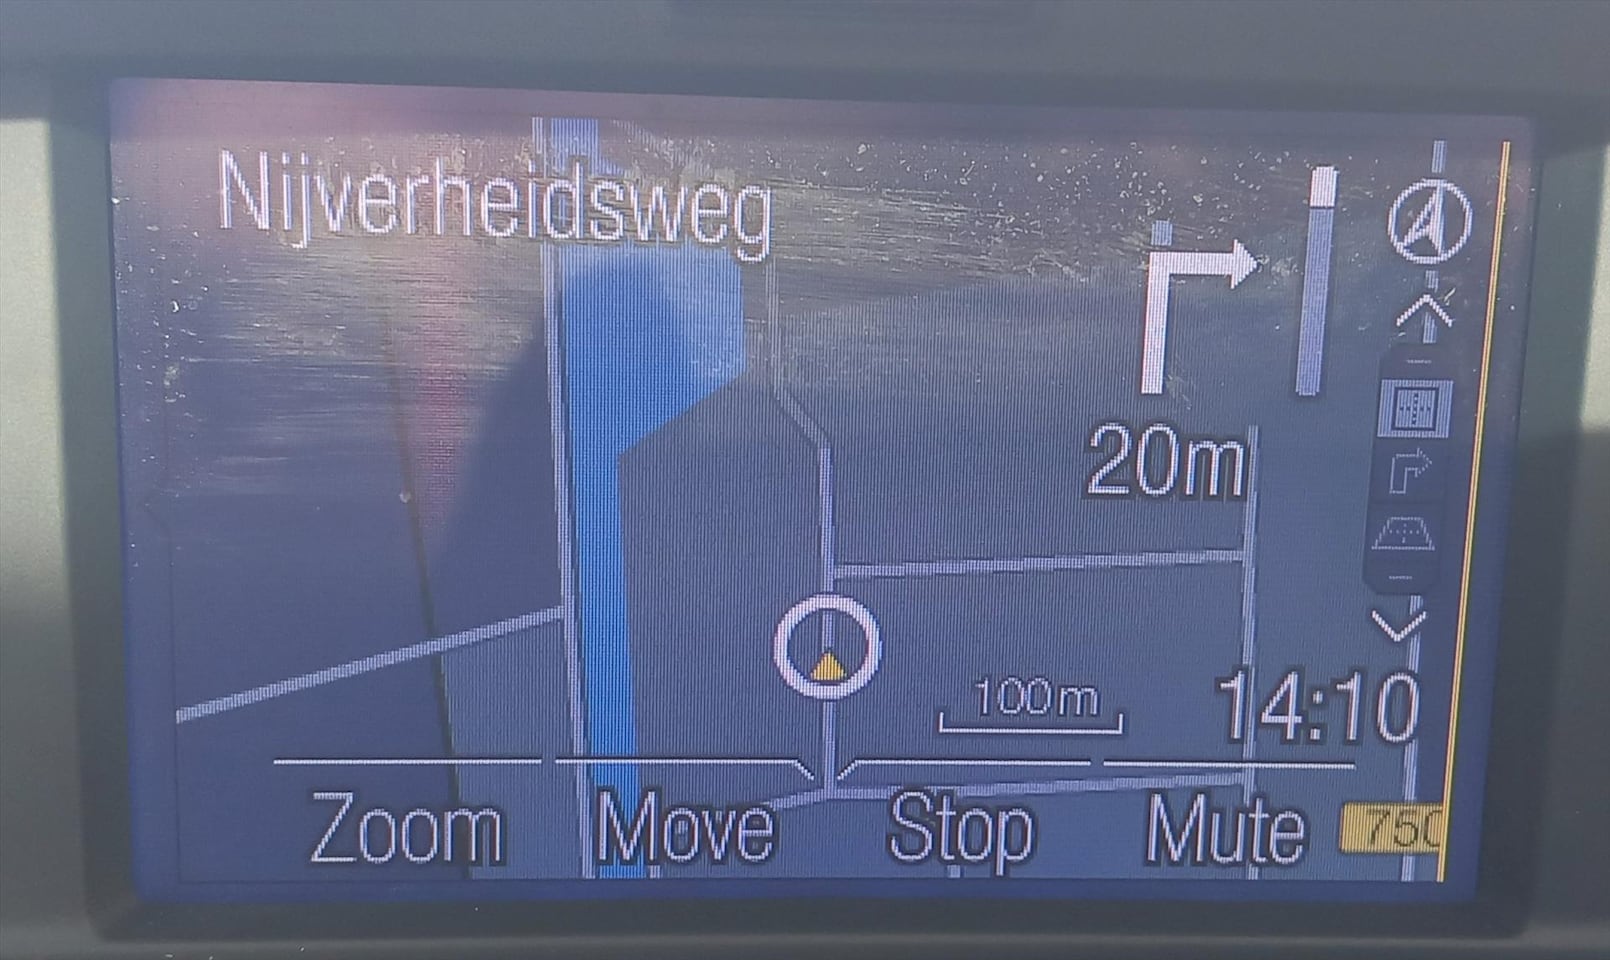 Nijverheidsweg
20m
100m
14:10
Zoom Move Stop Mute